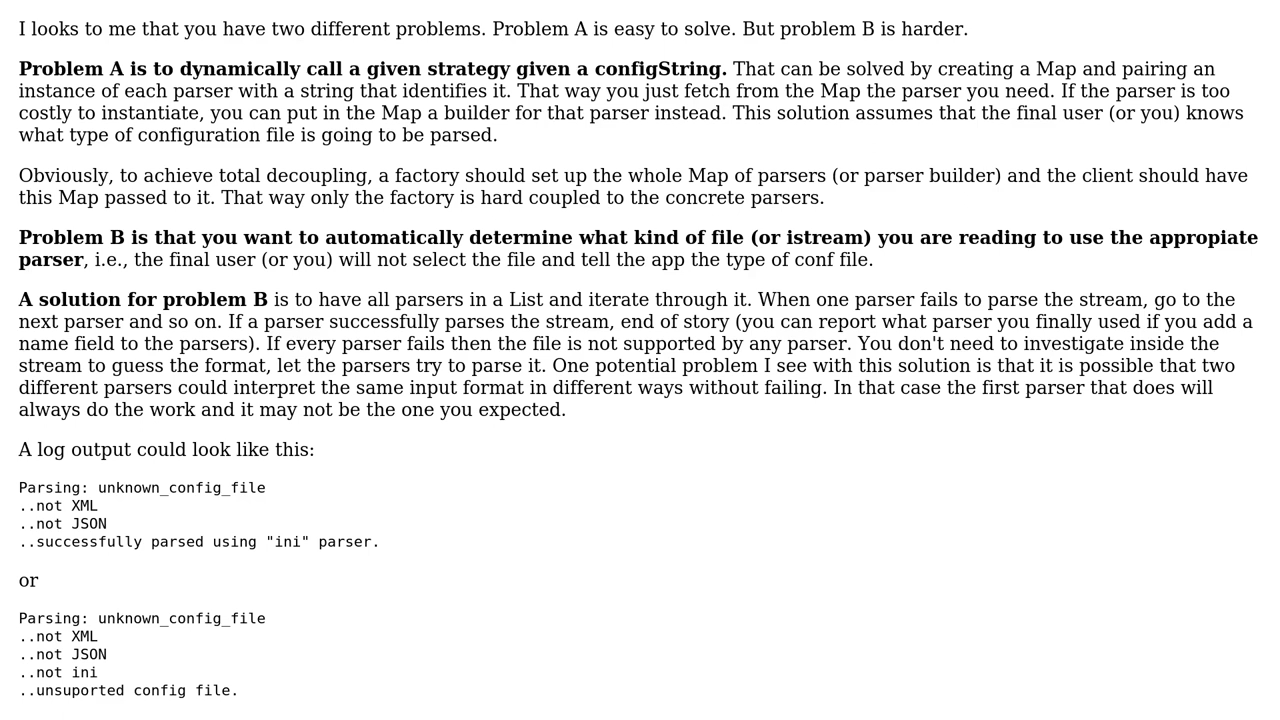 I looks to me that you have two different problems. Problem A is easy to solve. But problem B is harder.
Problem A is to dynamically call a given strategy given a configString. That can be solved by creating a Map and pairing an
instance of each parser with a string that identifies it. That way you just fetch from the Map the parser you need. If the parser is too
costly to instantiate, you can put in the Map a builder for that parser instead. This solution assumes that the final user (or you) knows
what type of configuration file is going to be parsed.
Obviously, to achieve total decoupling, a factory should set up the whole Map of parsers (or parser builder) and the client should have
this Map passed to it. That way only the factory is hard coupled to the concrete parsers.
Problem B is that you want to automatically determine what kind of file (or istream) you are reading to use the appropiate
parser, i.e., the final user (or you) will not select the file and tell the app the type of conf file.
A solution for problem B is to have all parsers in a List and iterate through it. When one parser fails to parse the stream, go to the
next parser and so on. If a parser successfully parses the stream, end of story (you can report what parser you finally used if you add a
name field to the parsers). If every parser fails then the file is not supported by any parser. You don't need to investigate inside the
stream to guess the format, let the parsers try to parse it. One potential problem I see with this solution is that it is possible that two
different parsers could interpret the same input format in different ways without failing. In that case the first parser that does will
always do the work and it may not be the one you expected.
A log output could look like this:
Parsing: unknown_config_file
..not XML
..not JSON
..successfully parsed using "ini" parser.
or
Parsing: unknown_config_file
..not XML
..not JSON
..not ini
..unsuported config file.